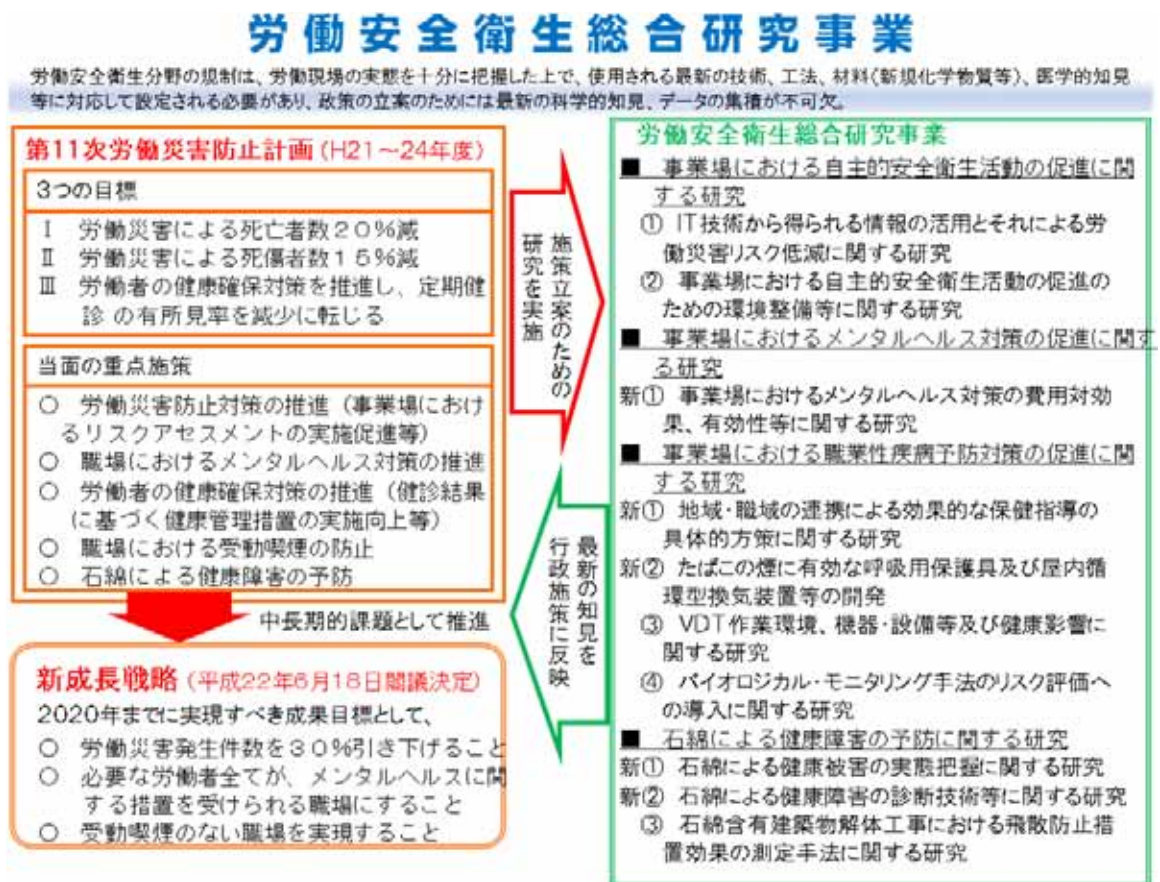 労働安全衛生総合研究事業
労働安全衛生分野の規制は、労働現場の実態を十分に把握した上で、使用される最新の技術、工法、材料(新規化学物質等)、医学的知見
等に対応して設定される必要があり、政策の立案のためには最新の科学的知見、データの集積が不可欠。
第11次労働災害防止計画(H21～24年度)
3つの目標
Ⅰ 労働災害による死亡者数20%減
Ⅱ 労働災害による死傷者数15%減
Ⅲ 労働者の健康確保対策を推進し、定期健
診 の有所見率を減少に転じる
当面の重点施策
○ 労働災害防止対策の推進(事業場におけ
るリスクアセスメントの実施促進等)
○ 職場におけるメンタルヘルス対策の推進
○ 労働者の健康確保対策の推進(健診結果
に基づく健康管理措置の実施向上等)
○ 職場における受動喫煙の防止
○ 石綿による健康障害の予防
中長期的課題として推進
新成長戦略(平成22年6月18日閣議決定)
2020年までに実現すべき成果目標として、
○ 労働災害発生件数を30%引き下げること
○ 必要な労働者全てが、メンタルヘルスに関
する措置を受けられる職場にすること
○ 受動喫煙のない職場を実現すること
施策立案のための
研究を実施
最新の知見を
行政施策に反映
労働安全衛生総合研究事業
■ 事業場における自主的安全衛生活動の促進に関
する研究
① IT技術から得られる情報の活用とそれによる労
働災害リスク低減に関する研究
② 事業場における自主的安全衛生活動の促進の
ための環境整備等に関する研究
■ 事業場におけるメンタルヘルス対策の促進に関す
る研究
新① 事業場におけるメンタルヘルス対策の費用対効
果、有効性等に関する研究
■ 事業場における職業性疾病予防対策の促進に関
する研究
新① 地域・職域の連携による効果的な保健指導の
具体的方策に関する研究
新② たばこの煙に有効な呼吸用保護具及び屋内循
環型換気装置等の開発
③ VDT作業環境、機器・設備等及び健康影響に
関する研究
④ バイオロジカル・モニタリング手法のリスク評価へ
の導入に関する研究
■ 石綿による健康障害の予防に関する研究
新① 石綿による健康被害の実態把握に関する研究
新② 石綿による健康障害の診断技術等に関する研究
③ 石綿含有建築物解体工事における飛散防止措
置効果の測定手法に関する研究